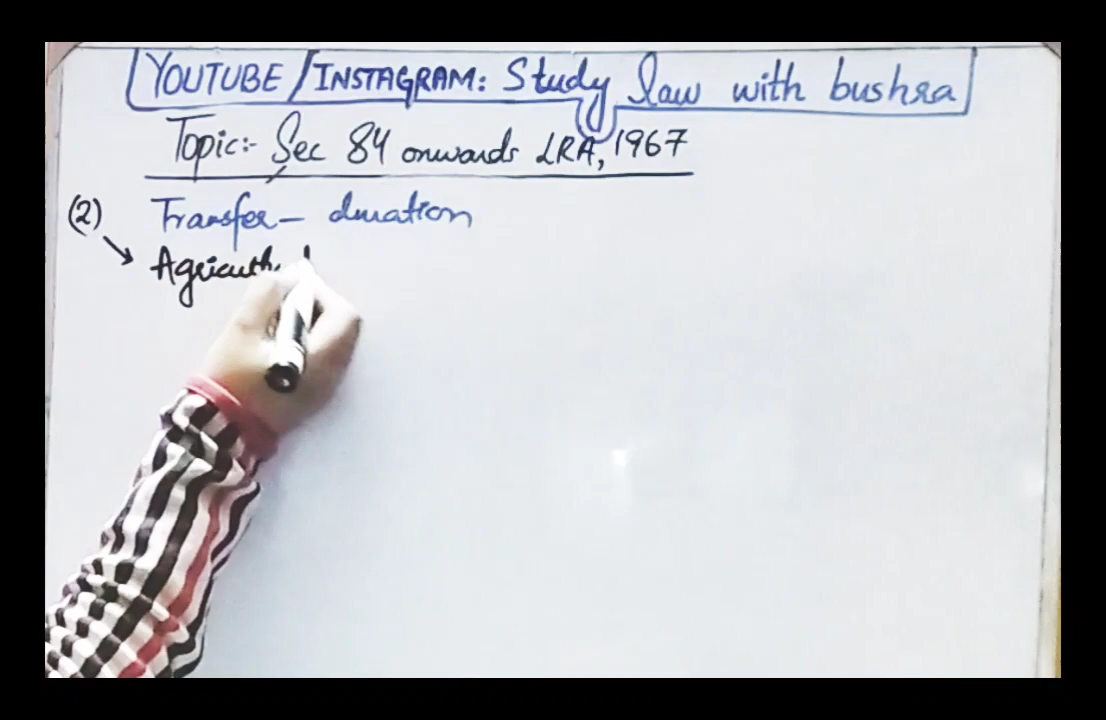 YOUTUBE/INSTAGRAM: Study law with bushra
Topic:- Sec 84 onwards LRA, 1967
(2) Transfer – duration